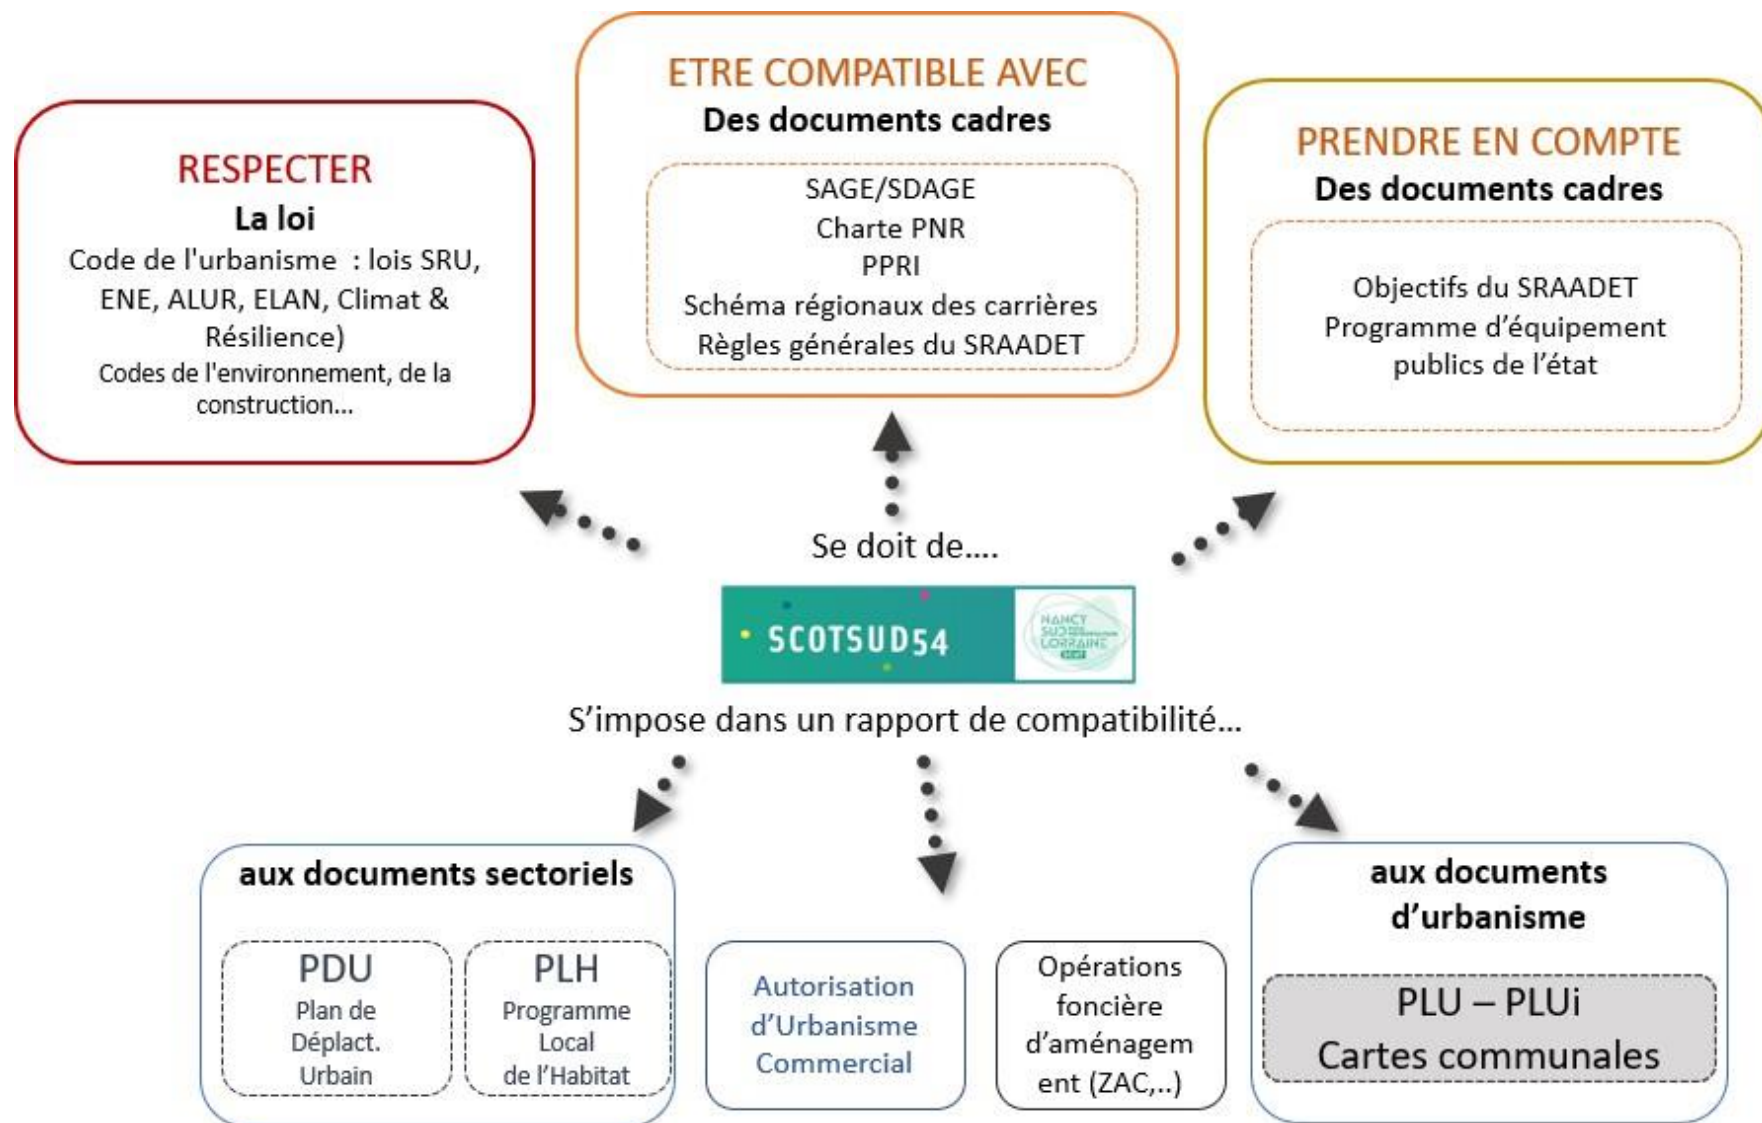 RESPECTER
La loi
Code de l'urbanisme : lois SRU,
ENE, ALUR, ELAN, Climat &
Résilience)
Codes de l'environnement, de la
construction...
ETRE COMPATIBLE AVEC
Des documents cadres
SAGE/SDAGE
Charte PNR
PPRI
Schéma régionaux des carrières
Règles générales du SRAADET
PRENDRE EN COMPTE
Des documents cadres
Objectifs du SRAADET
Programme d’équipement
publics de l’état
Se doit de....
SCOTSUD54
NANCY
SUD
LORRAINE
S’impose dans un rapport de compatibilité...
aux documents sectoriels
PDU
Plan de
Déplact.
Urbain
PLH
Programme
Local
de l’Habitat
Autorisation
d’Urbanisme
Commercial
Opérations
foncière
d’aménagem
ent (ZAC,..)
aux documents
d’urbanisme
PLU – PLUi
Cartes communales